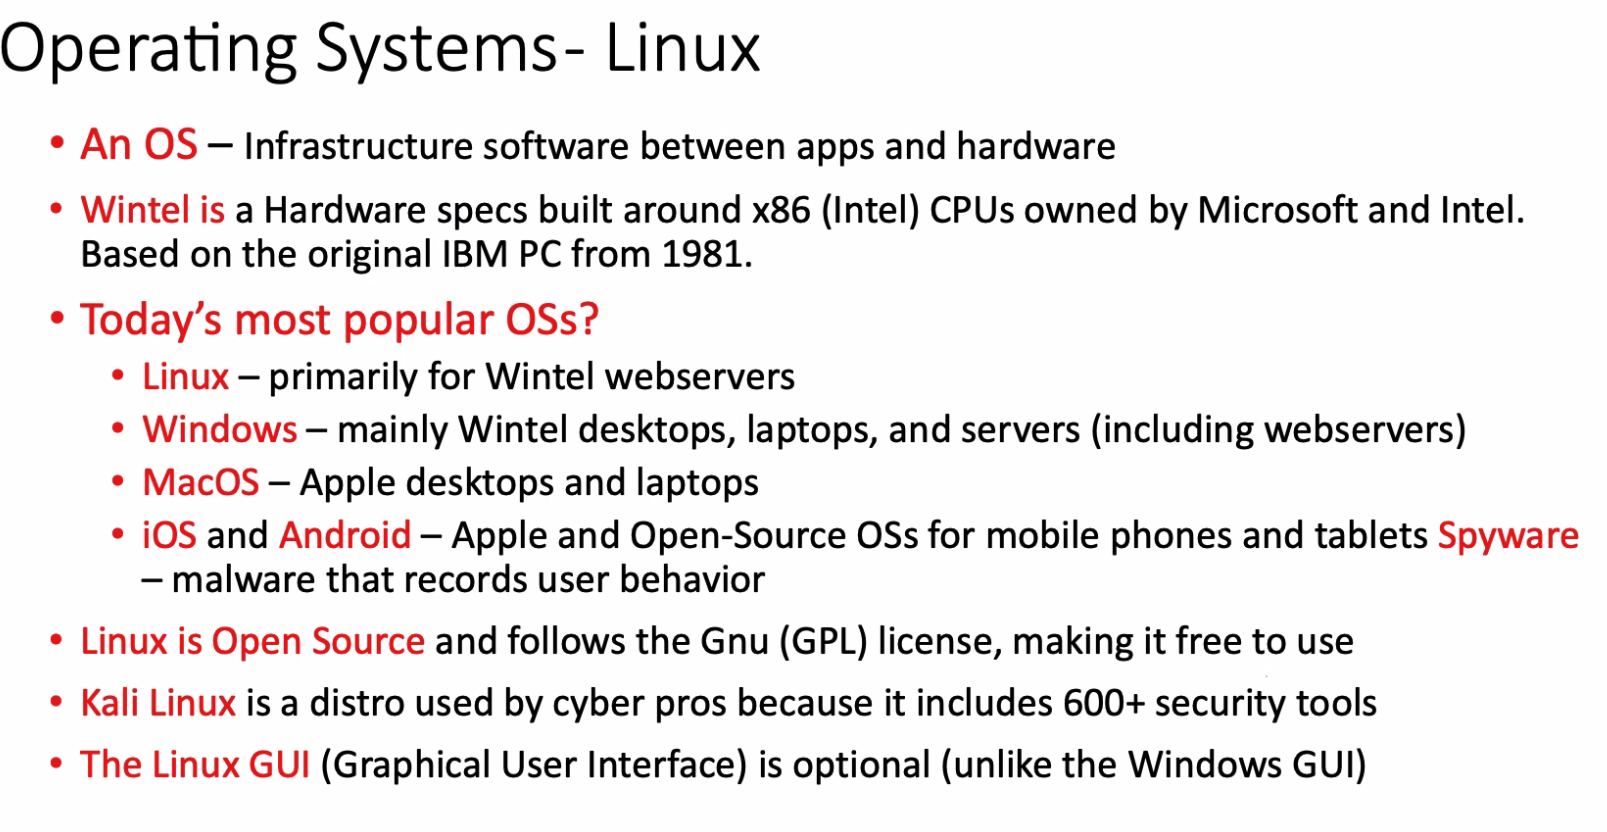 Operating Systems- Linux
• An OS – Infrastructure software between apps and hardware
• Wintel is a Hardware specs built around x86 (Intel) CPUs owned by Microsoft and Intel.
Based on the original IBM PC from 1981.
• Today’s most popular OSs?
• Linux – primarily for Wintel webservers
• Windows – mainly Wintel desktops, laptops, and servers (including webservers)
• MacOS – Apple desktops and laptops
• iOS and Android – Apple and Open-Source OSs for mobile phones and tablets Spyware
– malware that records user behavior
• Linux is Open Source and follows the Gnu (GPL) license, making it free to use
• Kali Linux is a distro used by cyber pros because it includes 600+ security tools
• The Linux GUI (Graphical User Interface) is optional (unlike the Windows GUI)